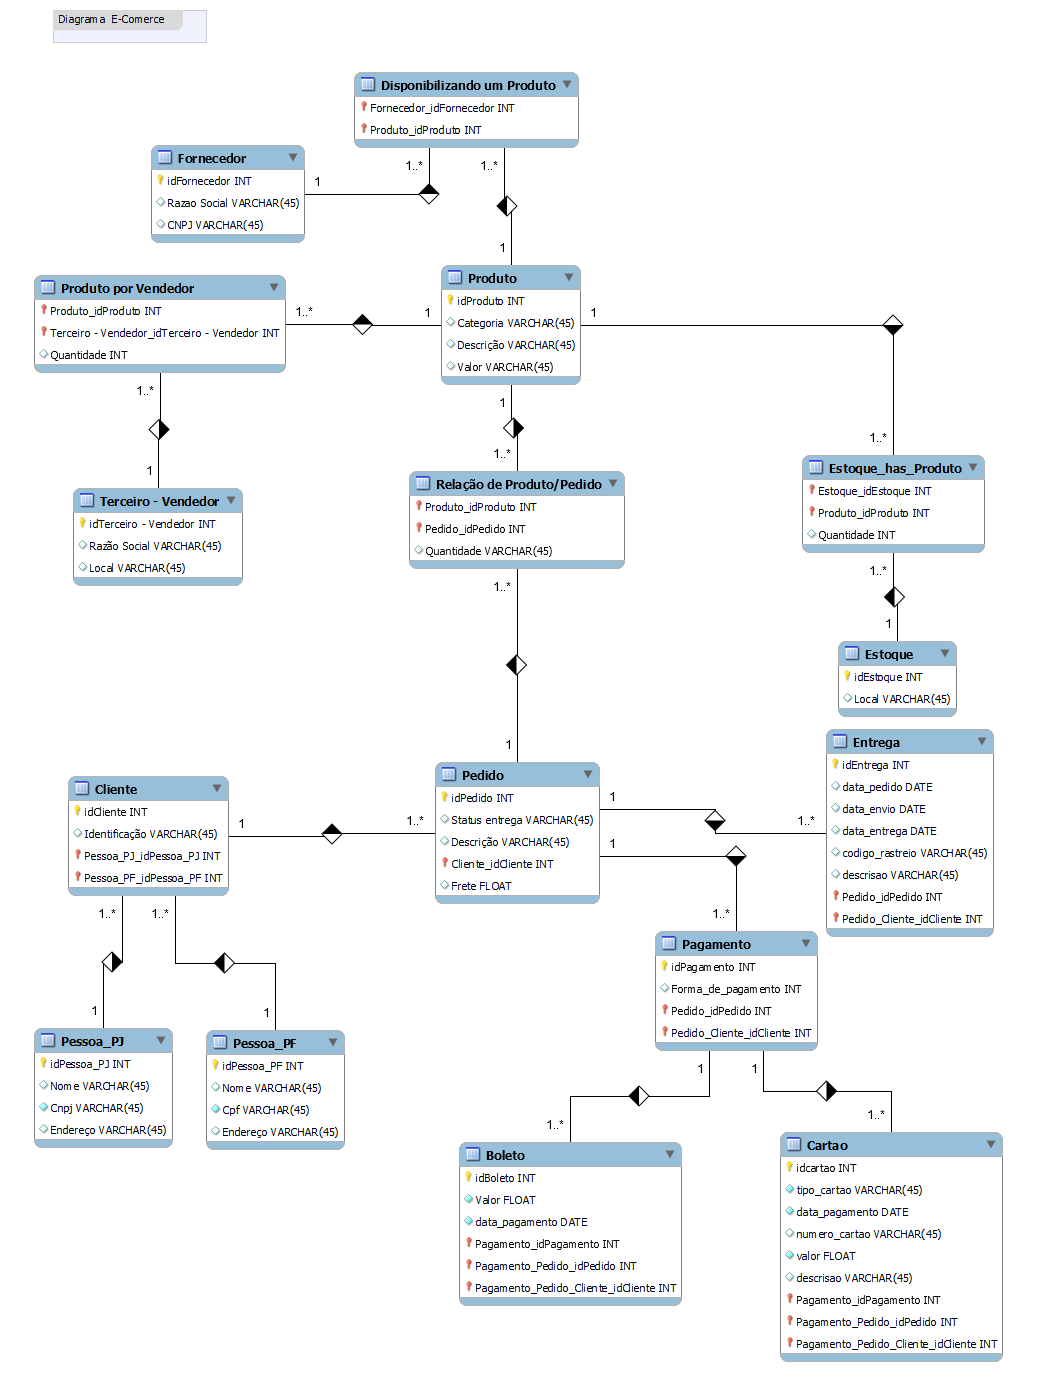 Diagrama E-Comerce
Disponibilizando um Produto
Fornecedor_idFornecedor INT
Produto_idProduto INT
1..*
1..*
Fornecedor
idFornecedor INT
Razao Social VARCHAR(45)
CNPJ VARCHAR(45)
1
1
Produto por Vendedor
Produto_idProduto INT
Terceiro - Vendedor_idTerceiro - Vendedor INT
Quantidade INT
1..*
1
Produto
idProduto INT
Categoria VARCHAR(45)
Descrição VARCHAR(45)
Valor VARCHAR(45)
1
1..*
1
Terceiro - Vendedor
idTerceiro - Vendedor INT
Razão Social VARCHAR(45)
Local VARCHAR(45)
1
1..*
Relação de Produto/Pedido
Produto_idProduto INT
Pedido_idPedido INT
Quantidade VARCHAR(45)
1..*
1..*
Estoque_has_Produto
Estoque_idEstoque INT
Produto_idProduto INT
Quantidade INT
1..*
1
Estoque
idEstoque INT
Local VARCHAR(45)
1
Cliente
idCliente INT
Identificação VARCHAR(45)
Pessoa_PJ_idPessoa_PJ INT
Pessoa_PF_idPessoa_PF INT
1
1..*
Pedido
idPedido INT
Status entrega VARCHAR(45)
Descrição VARCHAR(45)
Cliente_idCliente INT
Frete FLOAT
1
1..*
1
Entrega
idEntrega INT
data_pedido DATE
data_envio DATE
data_entrega DATE
codigo_rastreio VARCHAR(45)
descrisao VARCHAR(45)
Pedido_idPedido INT
Pedido_Cliente_idCliente INT
1..*
1..*
1..*
1
1
Pessoa_PJ
idPessoa_PJ INT
Nome VARCHAR(45)
Cnpj VARCHAR(45)
Endereço VARCHAR(45)
Pessoa_PF
idPessoa_PF INT
Nome VARCHAR(45)
Cpf VARCHAR(45)
Endereço VARCHAR(45)
Pagamento
idPagamento INT
Forma_de_pagamento INT
Pedido_idPedido INT
Pedido_Cliente_idCliente INT
1
1
1..*
1..*
Boleto
idBoleto INT
Valor FLOAT
data_pagamento DATE
Pagamento_idPagamento INT
Pagamento_Pedido_idPedido INT
Pagamento_Pedido_Cliente_idCliente INT
Cartao
idcartao INT
tipo_cartao VARCHAR(45)
data_pagamento DATE
numero_cartao VARCHAR(45)
valor FLOAT
descrisao VARCHAR(45)
Pagamento_idPagamento INT
Pagamento_Pedido_idPedido INT
Pagamento_Pedido_Cliente_idCliente INT